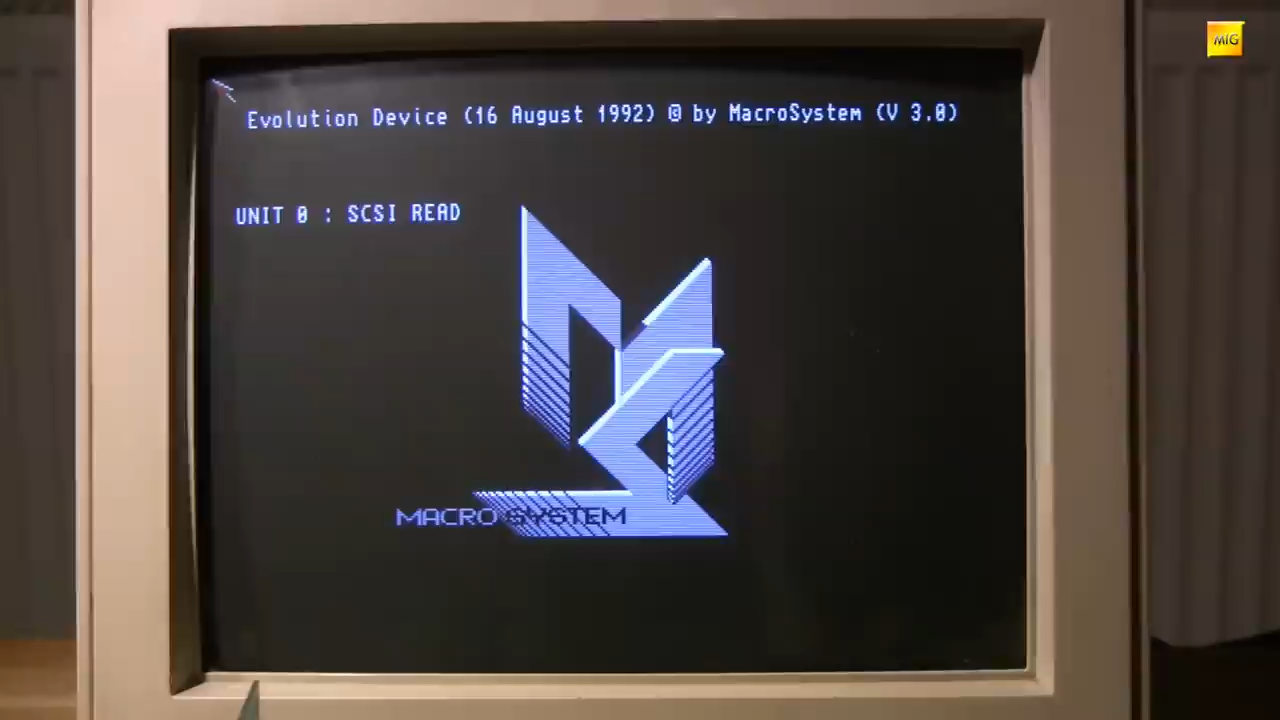 MIG
Evolution Device (16 August 1992) © by MacroSystem (V 3.0)
UNIT 0 : SCSI READ
MACRO SYSTEM